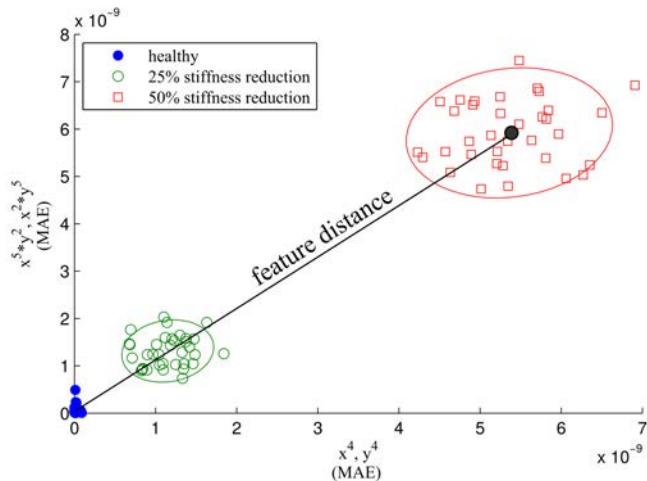 x 10⁻⁹
8
7
6
5
4
3
2
1
0
healthy
25% stiffness reduction
50% stiffness reduction
feature distance
x⁵*y², x²*y⁵
(MAE)
0 1 2 3 4 5 6 7
x⁴, y⁴
(MAE)
x 10⁻⁹